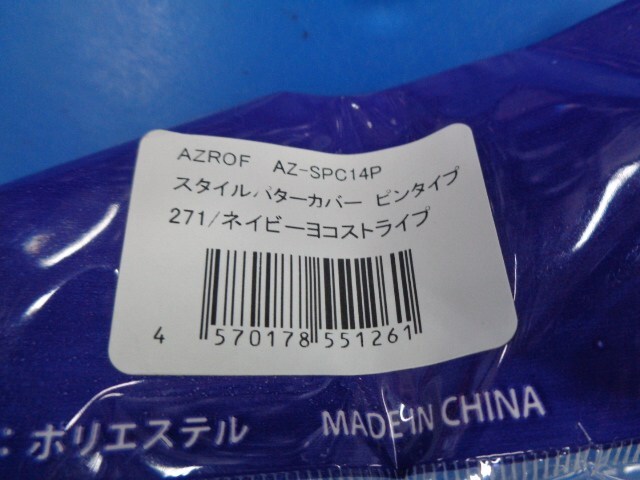 AZROF AZ-SPC14P
スタイルパターカバー ピンタイプ
271/ネイビーヨコストライプ
4 570178 551261
: ポリエステル MADE IN CHINA